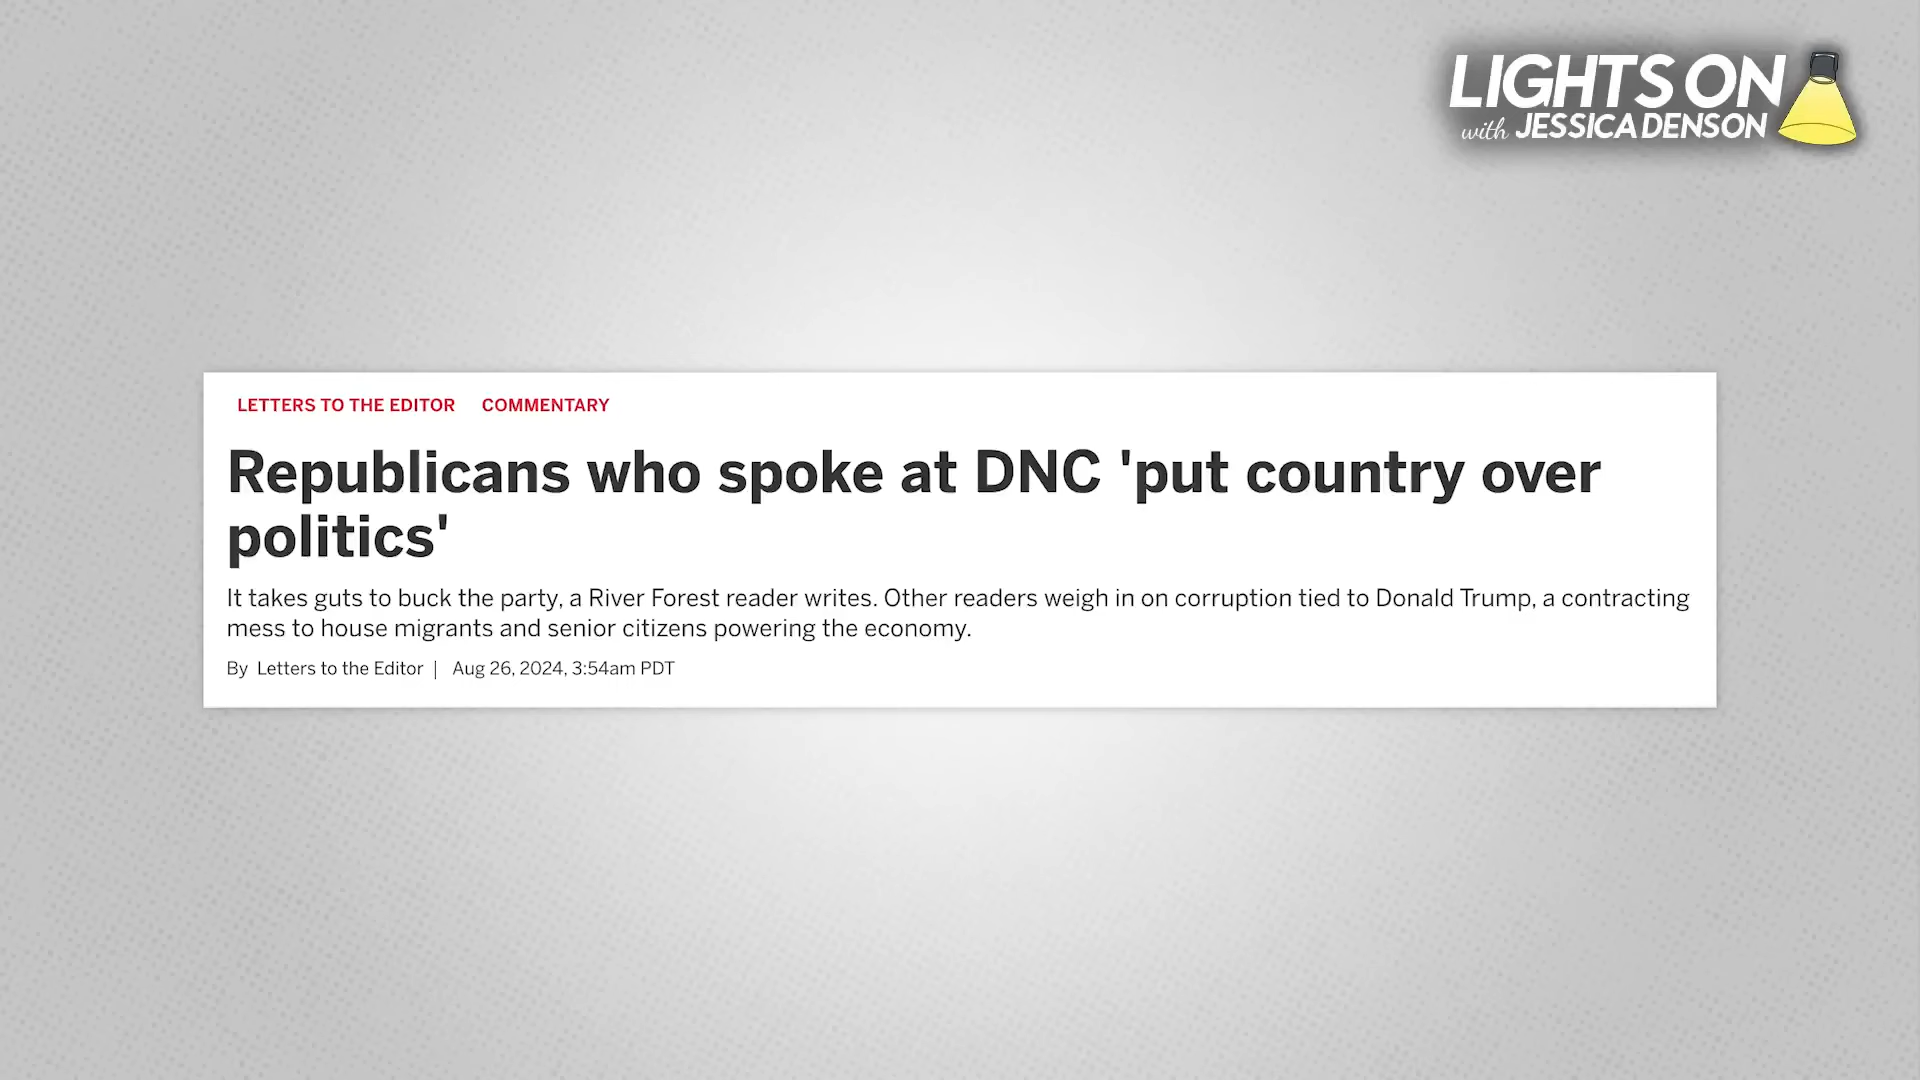 LIGHTS ON
with JESSICA DENSON
LETTERS TO THE EDITOR COMMENTARY
Republicans who spoke at DNC 'put country over
politics'
It takes guts to buck the party, a River Forest reader writes. Other readers weigh in on corruption tied to Donald Trump, a contracting
mess to house migrants and senior citizens powering the economy.
By Letters to the Editor | Aug 26, 2024, 3:54am PDT